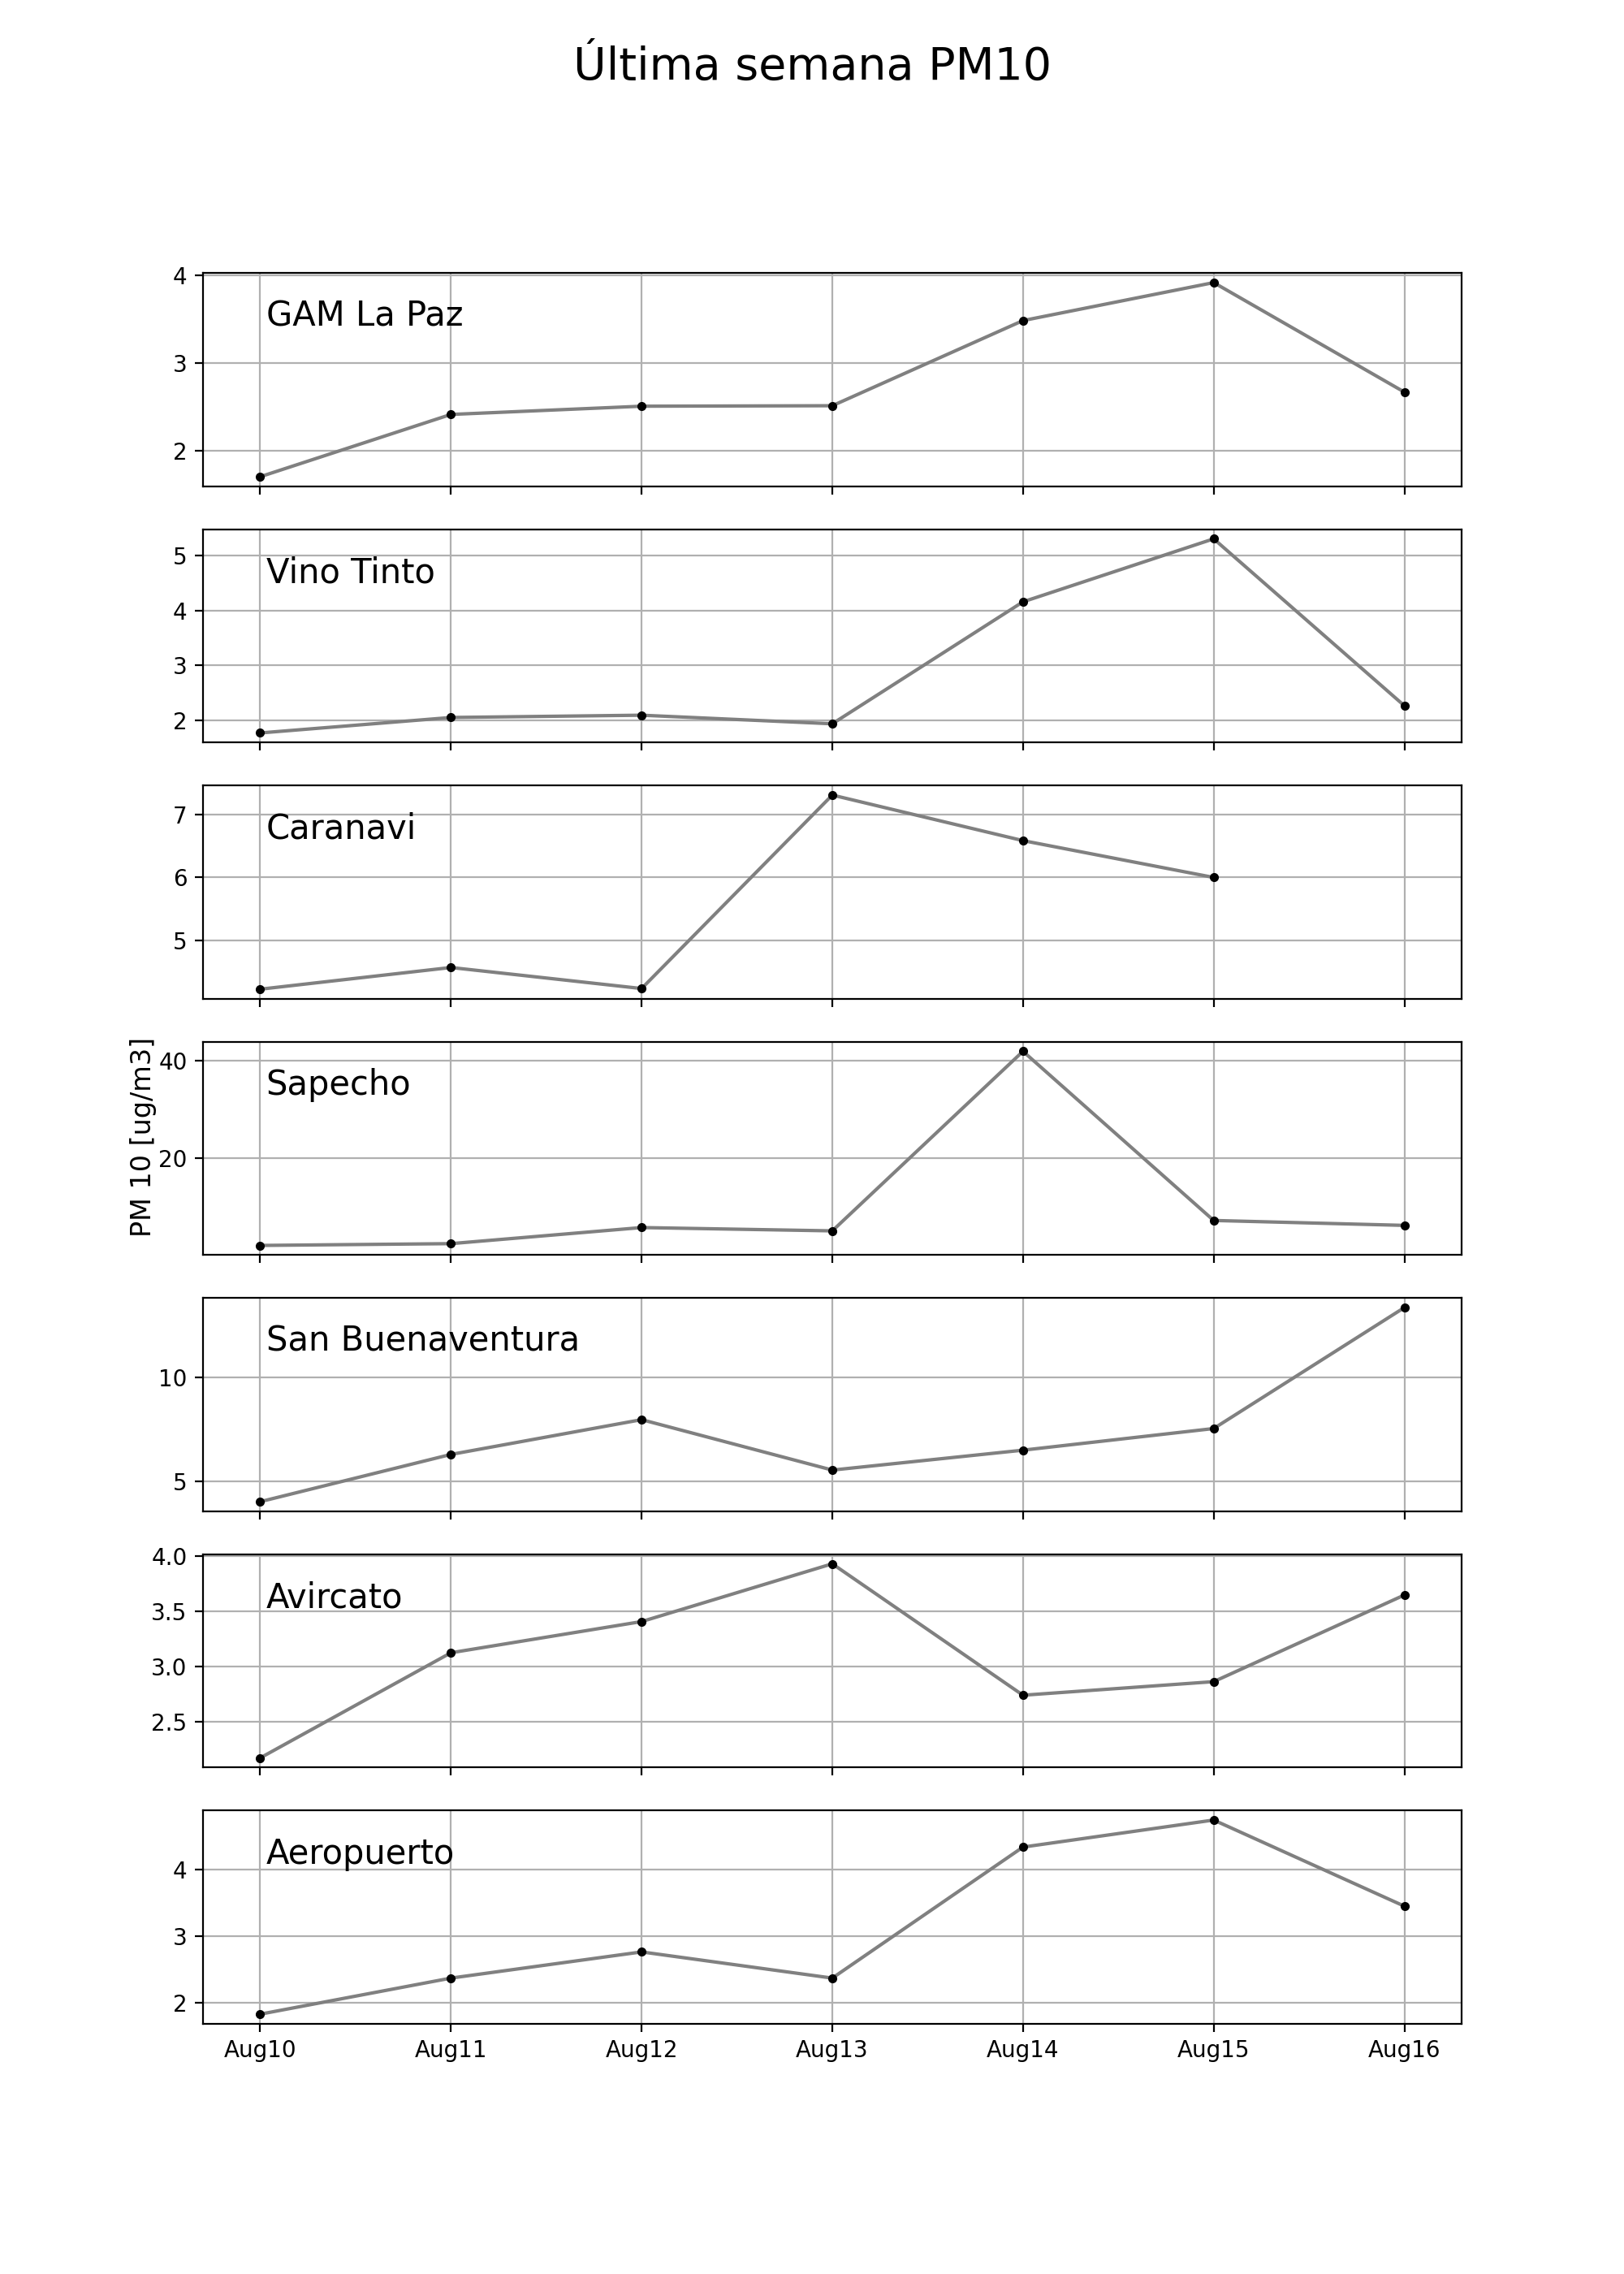 Última semana PM10
4
GAM La Paz
3
2
5
Vino Tinto
4
3
2
7
Caranavi
6
5
PM 10 [ug/m3]
40
Sapecho
20
San Buenaventura
10
5
4.0
Avircato
3.5
3.0
2.5
Aeropuerto
4
3
2
Aug10 Aug11 Aug12 Aug13 Aug14 Aug15 Aug16